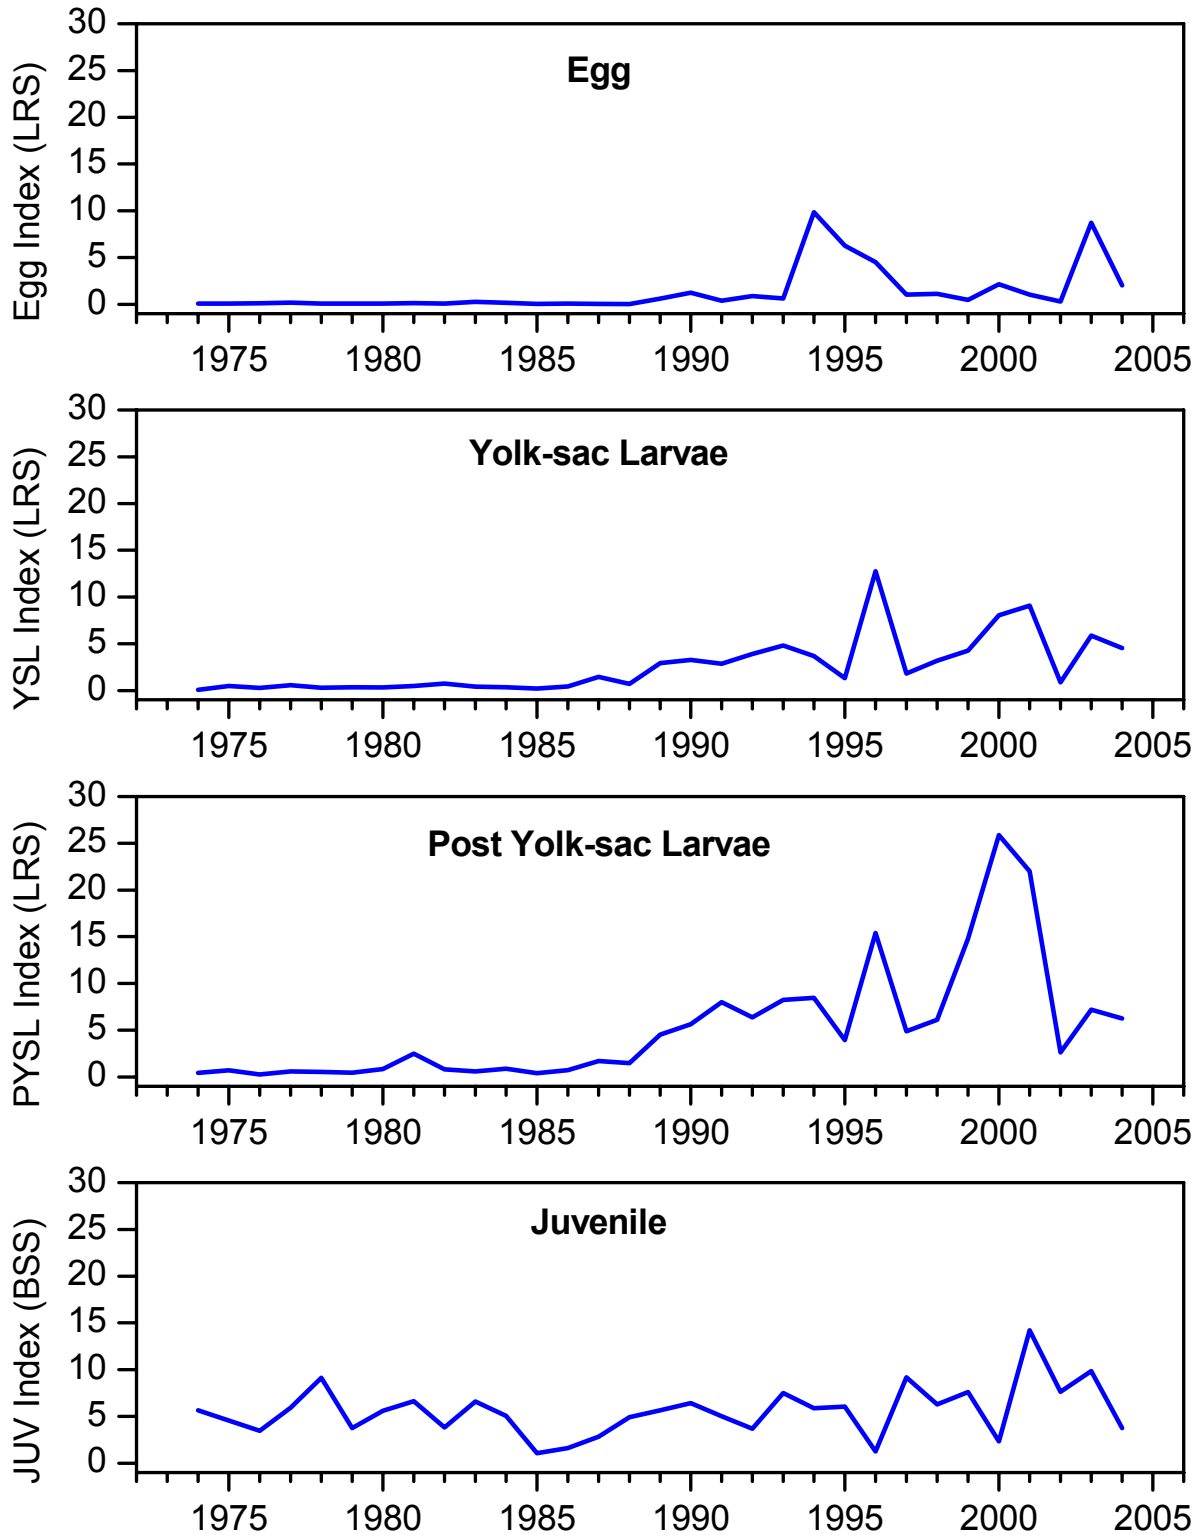 Egg
Egg Index (LRS)
30
25
20
15
10
5
0
1975 1980 1985 1990 1995 2000 2005
Yolk-sac Larvae
YSL Index (LRS)
30
25
20
15
10
5
0
1975 1980 1985 1990 1995 2000 2005
Post Yolk-sac Larvae
PYSL Index (LRS)
30
25
20
15
10
5
0
1975 1980 1985 1990 1995 2000 2005
Juvenile
JUV Index (BSS)
30
25
20
15
10
5
0
1975 1980 1985 1990 1995 2000 2005